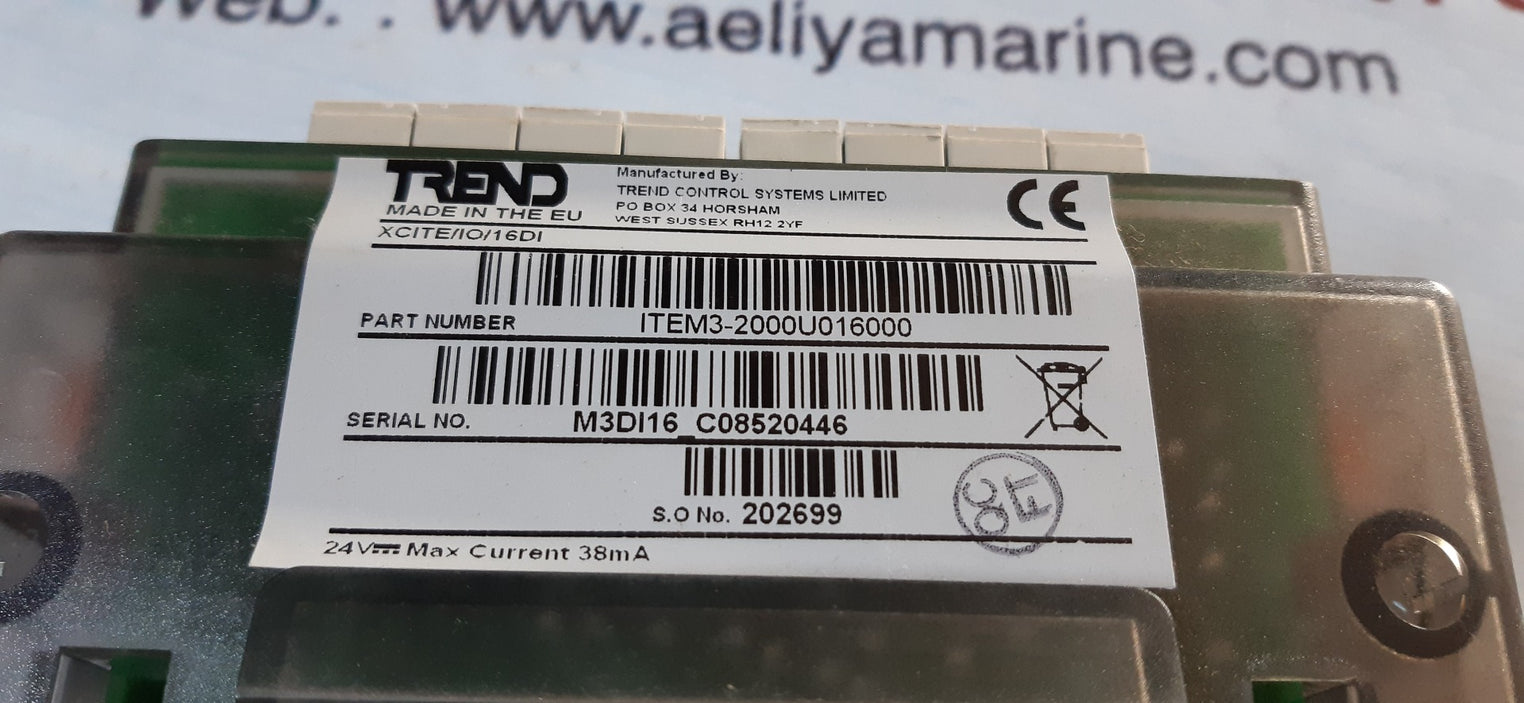 Web. : www.aeliyamarine.com
TREND
MADE IN THE EU
Manufactured By:
TREND CONTROL SYSTEMS LIMITED
PO BOX 34 HORSHAM
WEST SUSSEX RH12 2YF
CE
XCITE/IO/16DI
PART NUMBER ITEM3-2000U016000
SERIAL NO. M3DI16_C08520446
S.O No. 202699
QC
24V⎓ Max Current 38mA